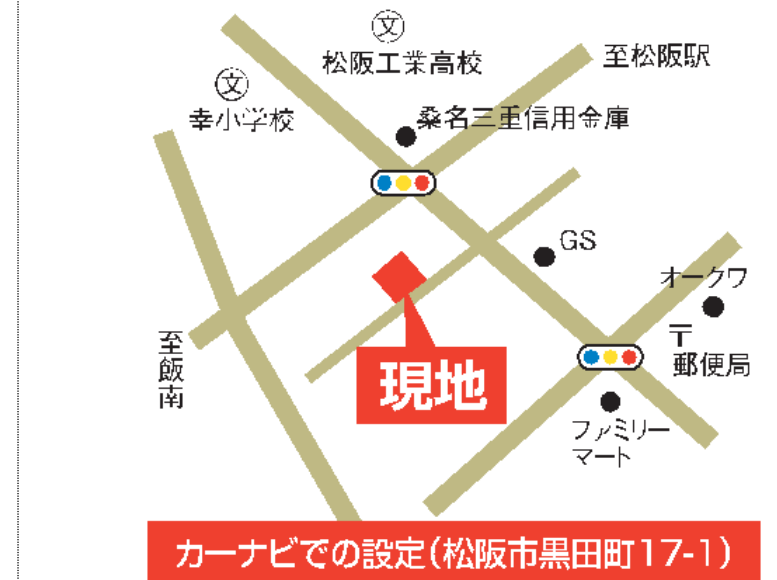 文
松阪工業高校
至松阪駅
文
幸小学校
桑名三重信用金庫
GS
オークワ
〒
郵便局
至飯南
現地
ファミリー
マート
カーナビでの設定(松阪市黒田町17-1)